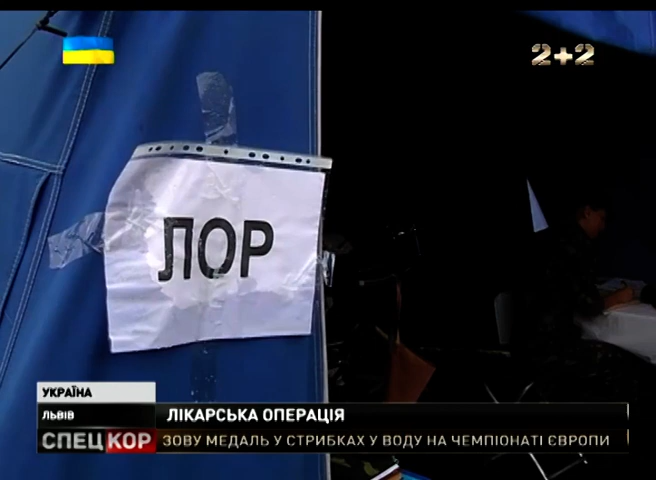 2+2
ЛОР
УКРАЇНА
ЛЬВІВ
ЛІКАРСЬКА ОПЕРАЦІЯ
СПЕЦКОР
ЗОВУ МЕДАЛЬ У СТРИБКАХ У ВОДУ НА ЧЕМПІОНАТІ ЄВРОПИ